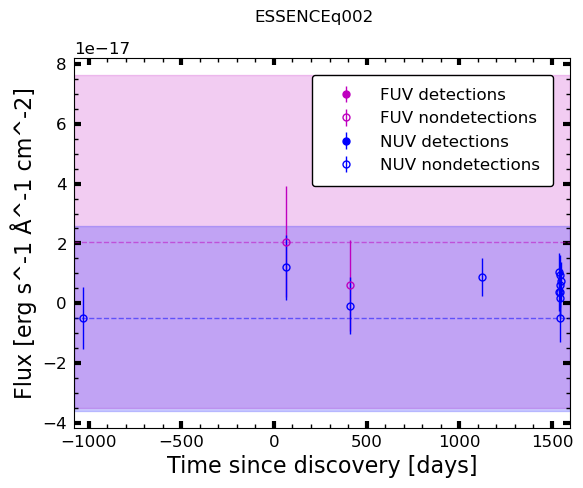 ESSENCEq002
1e−17
Flux [erg s^-1 Å^-1 cm^-2]
8
6
4
2
0
−2
−4
FUV detections
FUV nondetections
NUV detections
NUV nondetections
−1000 −500 0 500 1000 1500
Time since discovery [days]